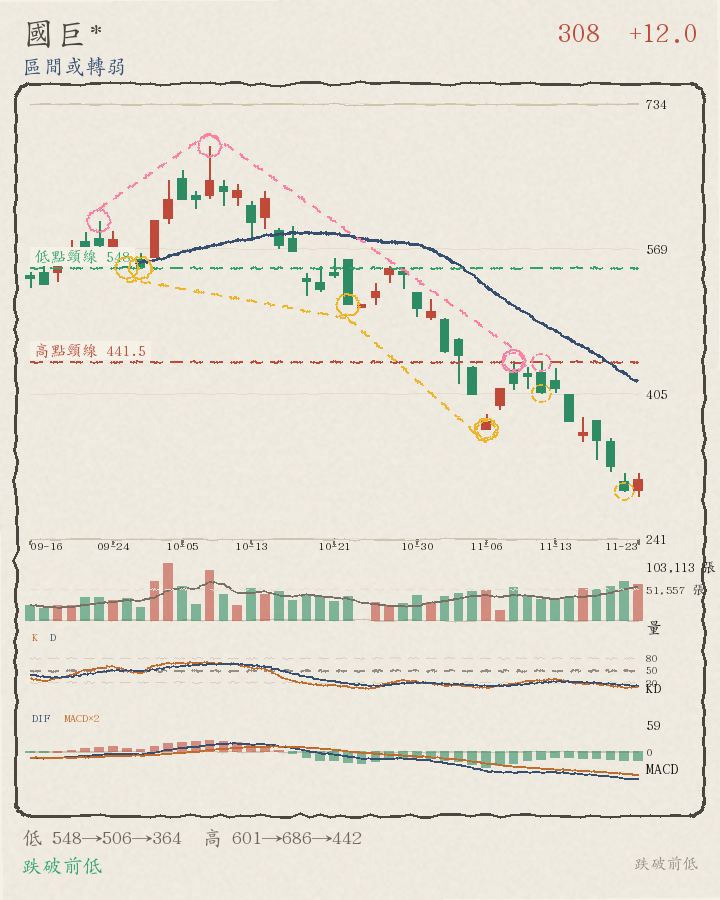 國巨*
308 +12.0
區間或轉弱
734
569
405
241
低點頸線 548
高點頸線 441.5
09-16 09-24 10-05 10-13 10-21 10-30 11-06 11-13 11-23
103,113 張
51,557 張
量
K D
80
50
20
KD
DIF MACD×2
59
0
MACD
低 548→506→364 高 601→686→442
跌破前低
跌破前低